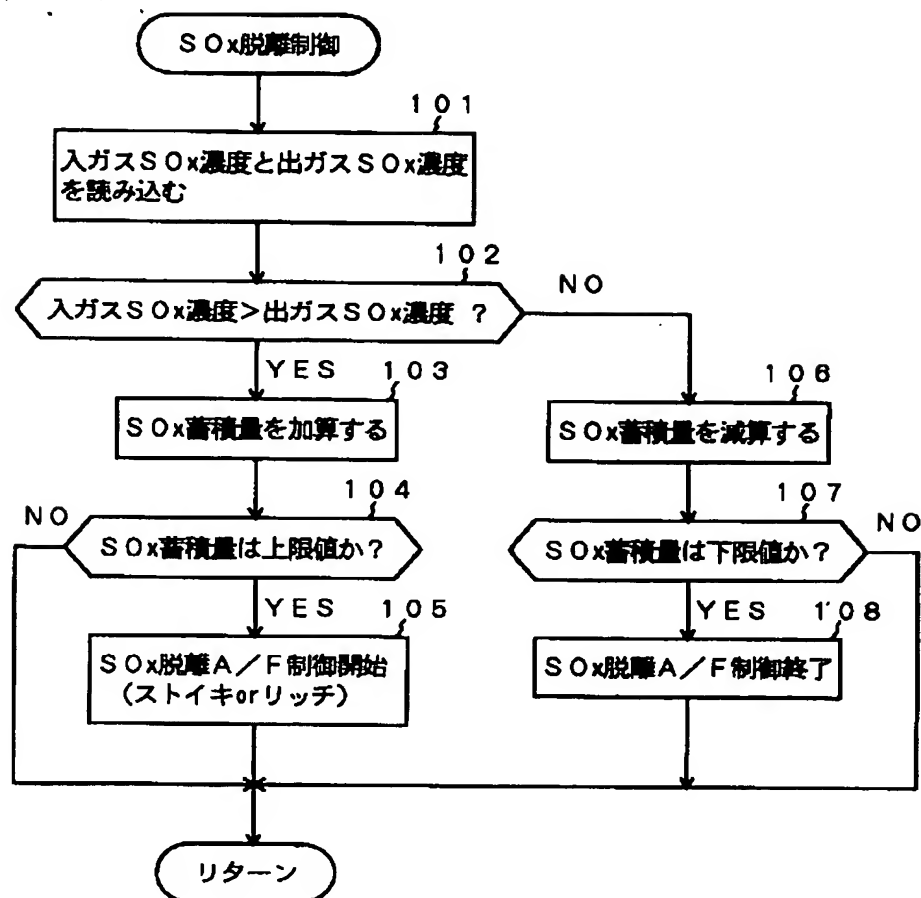 SOx脱離制御
101
入ガスSOx濃度と出ガスSOx濃度
を読み込む
102
入ガスSOx濃度>出ガスSOx濃度 ?
NO
YES
103
SOx蓄積量を加算する
106
SOx蓄積量を減算する
104
NO
SOx蓄積量は上限値か?
107
SOx蓄積量は下限値か?
NO
YES
105
SOx脱離A/F制御開始
(ストイキorリッチ)
YES
108
SOx脱離A/F制御終了
リターン